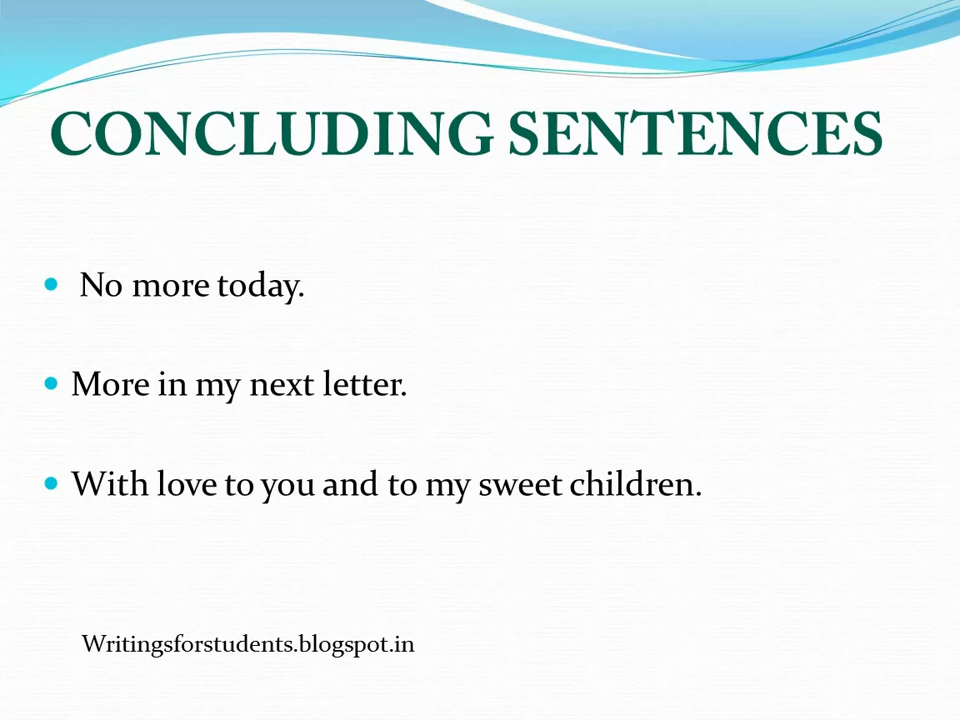 CONCLUDING SENTENCES
• No more today.
• More in my next letter.
• With love to you and to my sweet children.
Writingsforstudents.blogspot.in